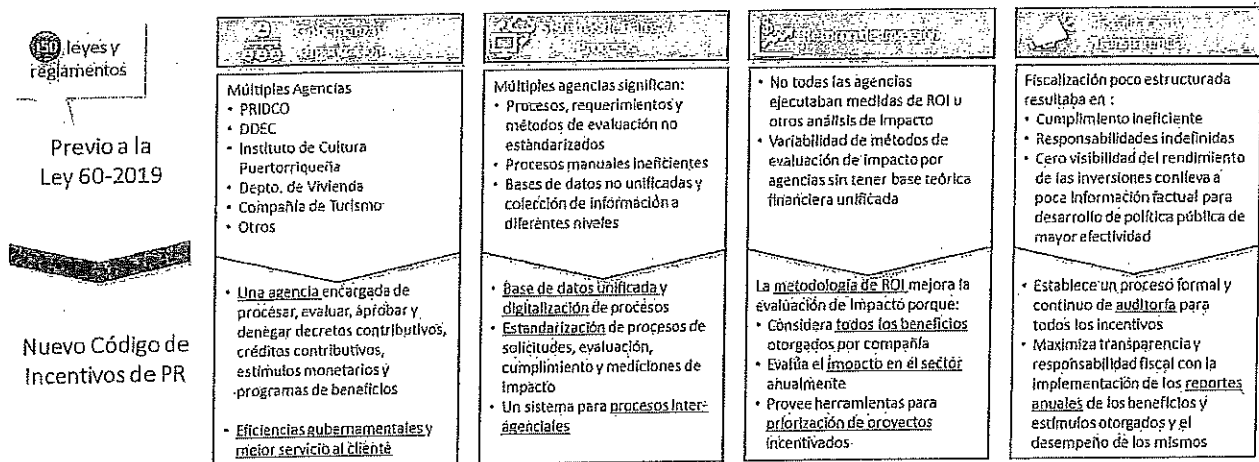 150 leyes y
reglamentos
Previo a la
Ley 60-2019
Nuevo Código de
Incentivos de PR
Múltiples Agencias
• PRIDCO
• DDEC
• Instituto de Cultura
Puertorriqueña
• Depto. de Vivienda
• Compañía de Turismo
• Otros
• Una agencia encargada de
procesar, evaluar, aprobar y
denegar decretos contributivos,
créditos contributivos,
estímulos monetarios y
programas de beneficios
• Eficiencias gubernamentales y
mejor servicio al cliente
Múltiples agencias significan:
• Procesos, requerimientos y
métodos de evaluación no
estandarizados
• Procesos manuales ineficientes
• Bases de datos no unificadas y
colección de información a
diferentes niveles
• Base de datos unificada y
digitalización de procesos
• Estandarización de procesos de
solicitudes, evaluación,
cumplimiento y mediciones de
impacto
• Un sistema para procesos inter-
agenciales
• No todas las agencias
ejecutaban medidas de ROI u
otros análisis de impacto
• Variabilidad de métodos de
evaluación de impacto por
agencias sin tener base teórica
financiera unificada
La metodología de ROI mejora la
evaluación de impacto porque:
• Considera todos los beneficios
otorgados por compañía
• Evalúa el impacto en el sector
anualmente
• Provee herramientas para
priorización de proyectos
incentivados
Fiscalización poco estructurada
resultaba en :
• Cumplimiento ineficiente
• Responsabilidades indefinidas
• Cero visibilidad del rendimiento
de las inversiones conlleva a
poca información factual para
desarrollo de política pública de
mayor efectividad
• Establece un proceso formal y
continuo de auditoría para
todos los incentivos
• Maximiza transparencia y
responsabilidad fiscal con la
implementación de los reportes
anuales de los beneficios y
estímulos otorgados y el
desempeño de los mismos